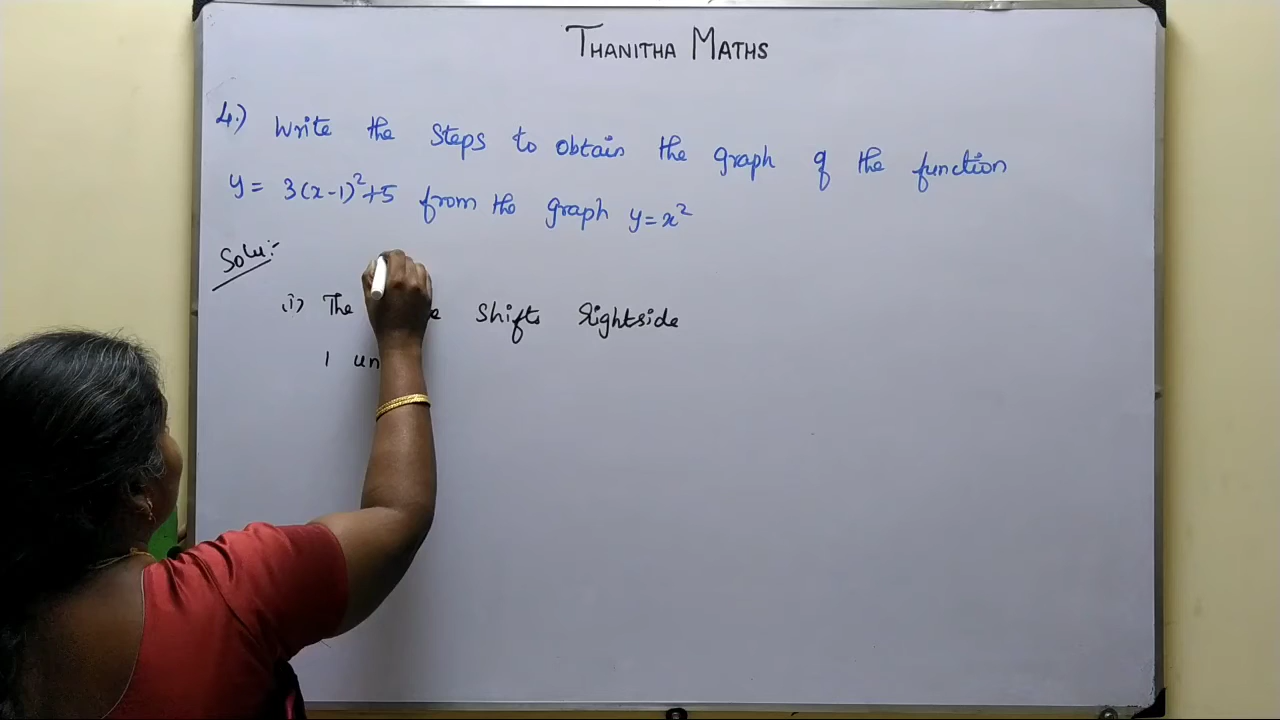 THANITHA MATHS
4.) Write the Steps to obtain the graph of the function
y = 3(x-1)²+5 from the graph y=x²
Solu:-
(i) The shifts Rightside
1